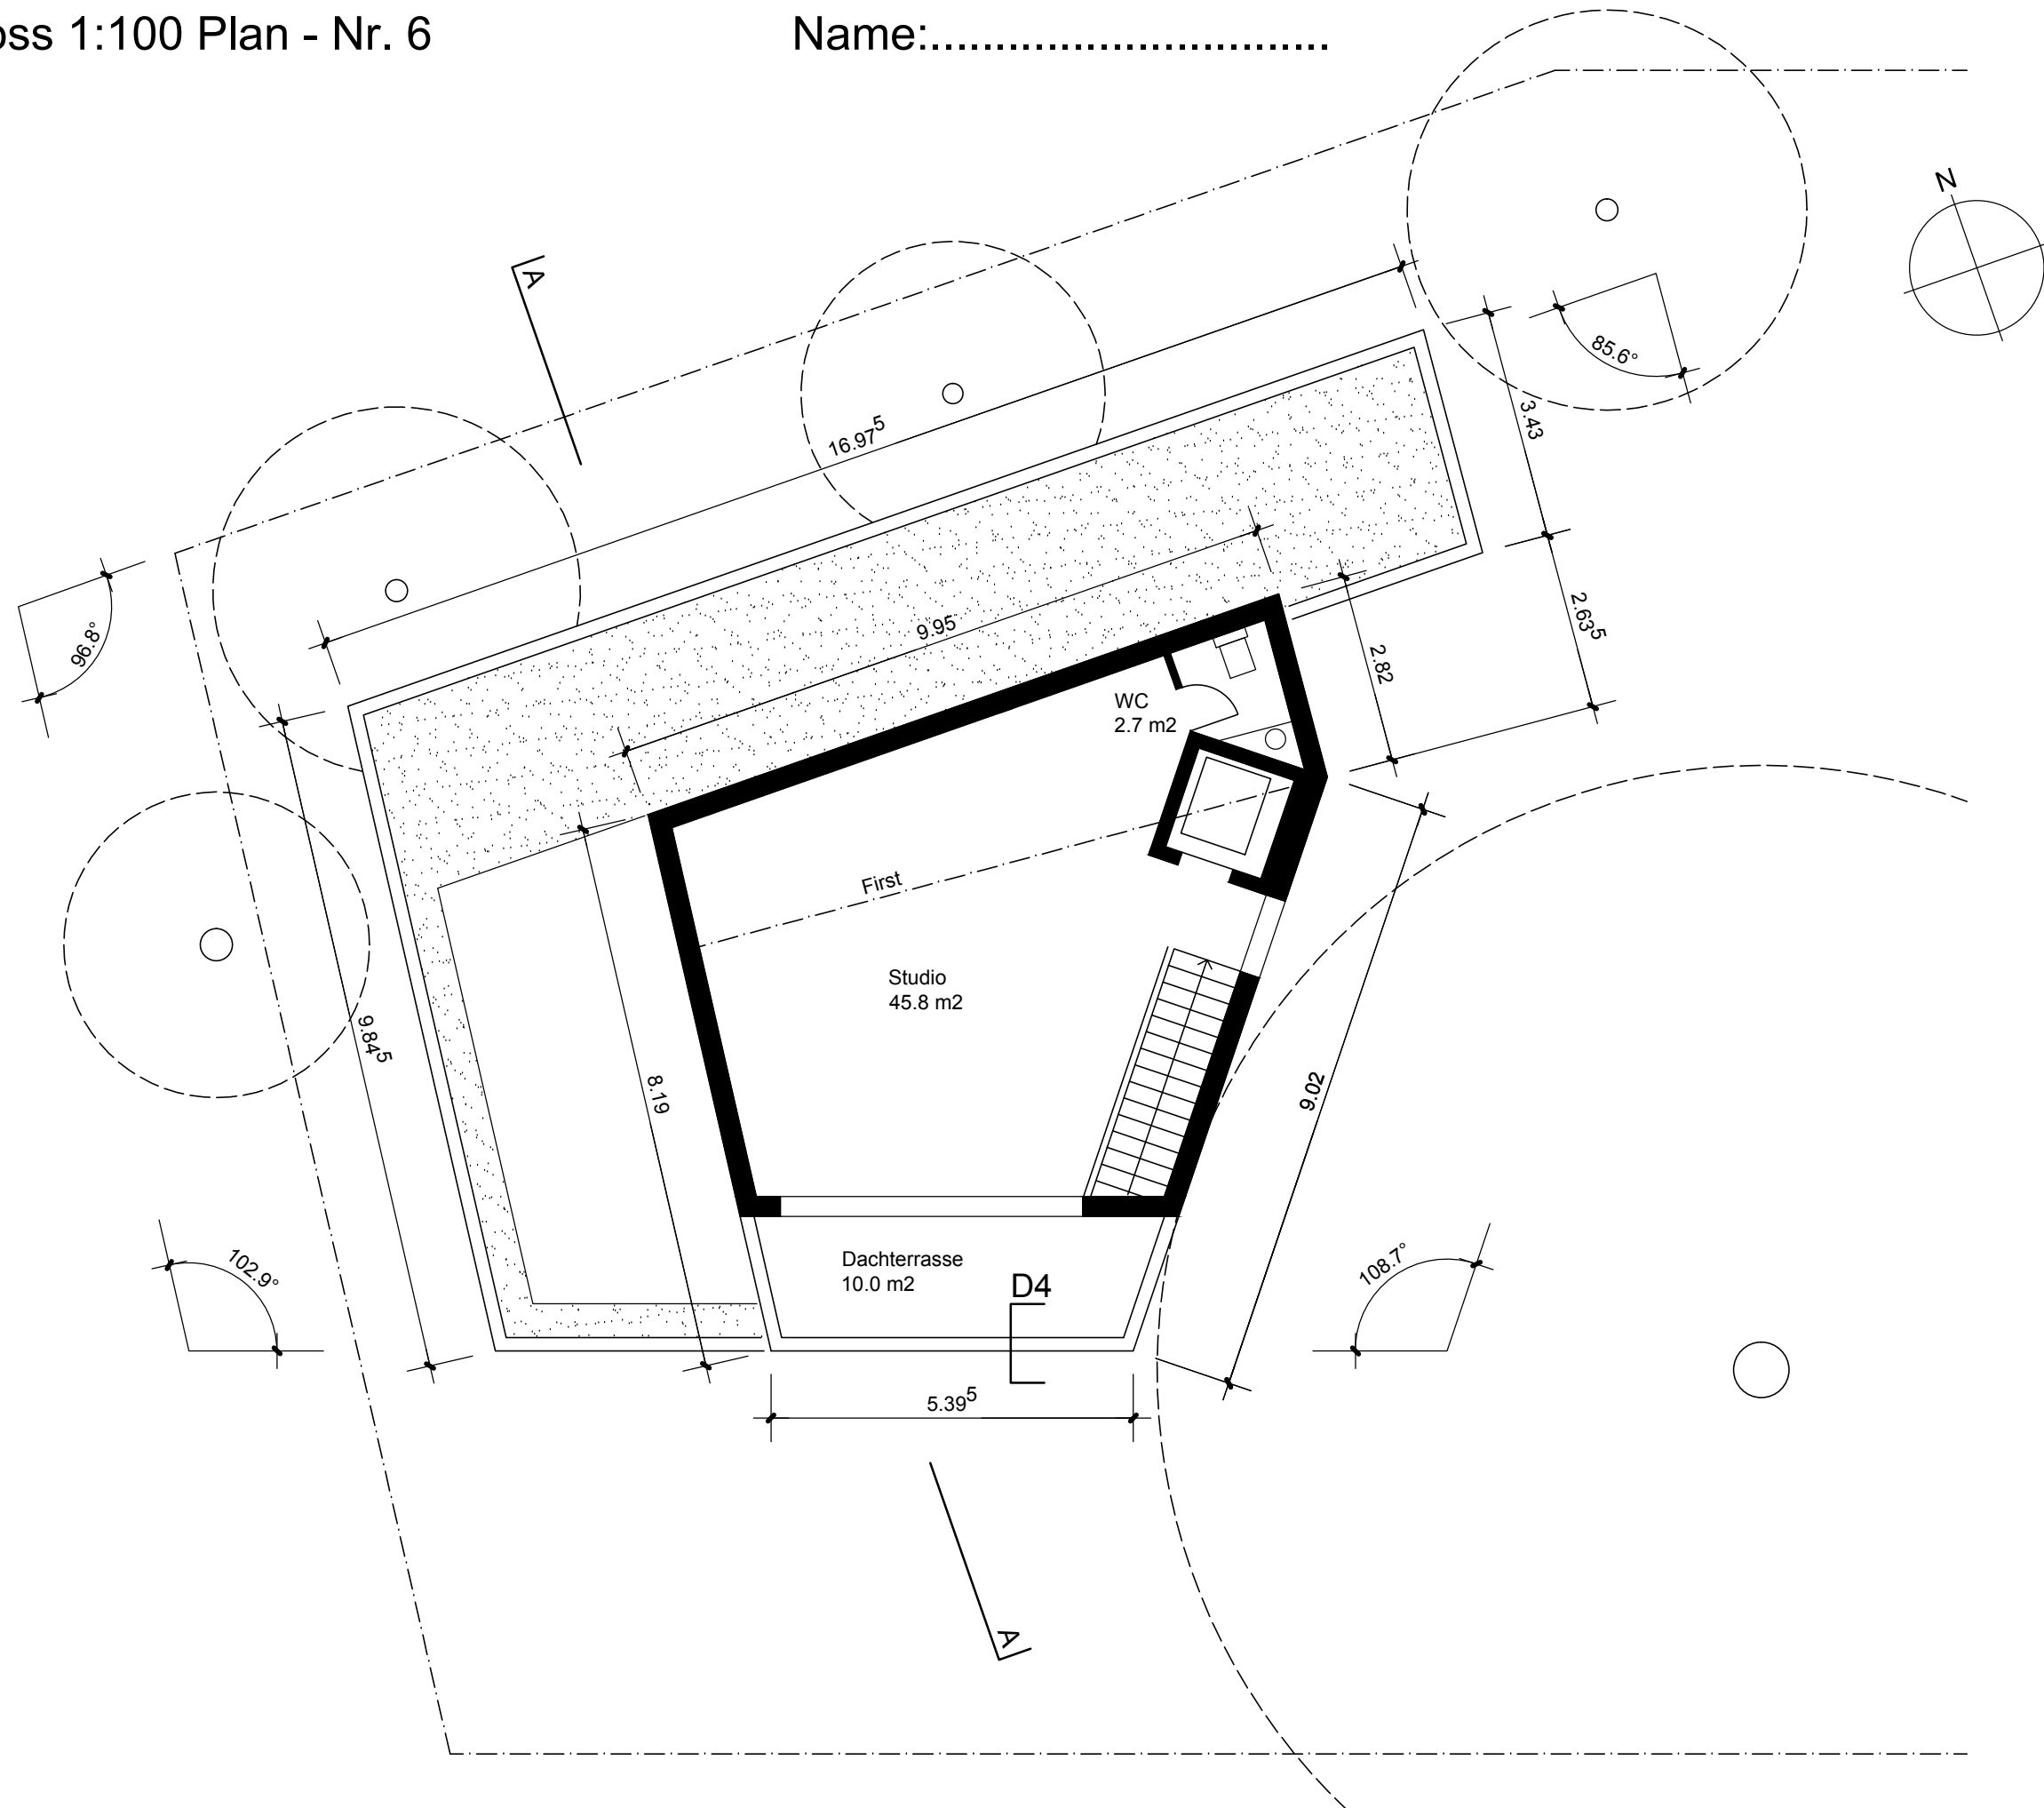 oss 1:100 Plan - Nr. 6
Name:...............................
N
A
85.6°
3.43
16.97⁵
2.63⁵
96.8°
9.95
2.82
WC
2.7 m2
First
Studio
45.8 m2
9.84⁵
8.19
9.02
102.9°
108.7°
Dachterrasse
10.0 m2
D4
5.39⁵
A